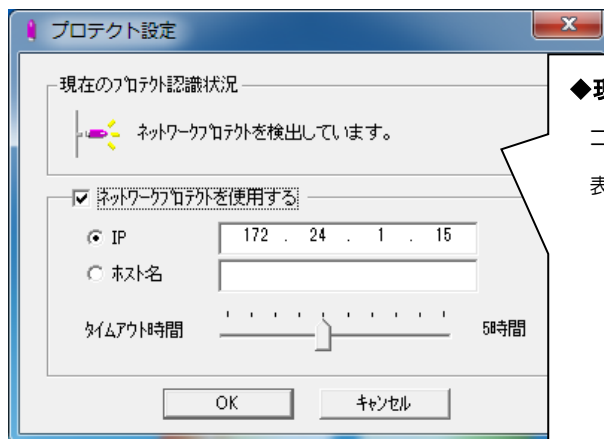 プロテクト設定
現在のﾌﾟﾛﾃｸﾄ認識状況
ﾈｯﾄﾜｰｸﾌﾟﾛﾃｸﾄを検出しています。
ﾈｯﾄﾜｰｸﾌﾟﾛﾃｸﾄを使用する
IP 172 . 24 . 1 . 15
ﾎｽﾄ名
ﾀｲﾑｱｳﾄ時間 5時間
OK ｷｬﾝｾﾙ
◆
表